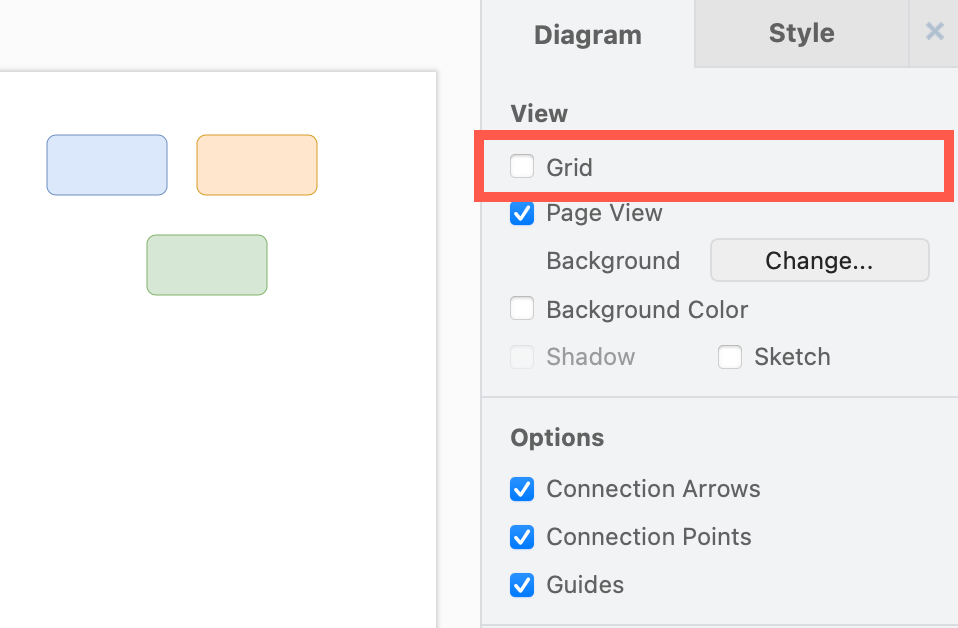 Diagram
Style
View
Grid
Page View
Background
Change...
Background Color
Shadow
Sketch
Options
Connection Arrows
Connection Points
Guides